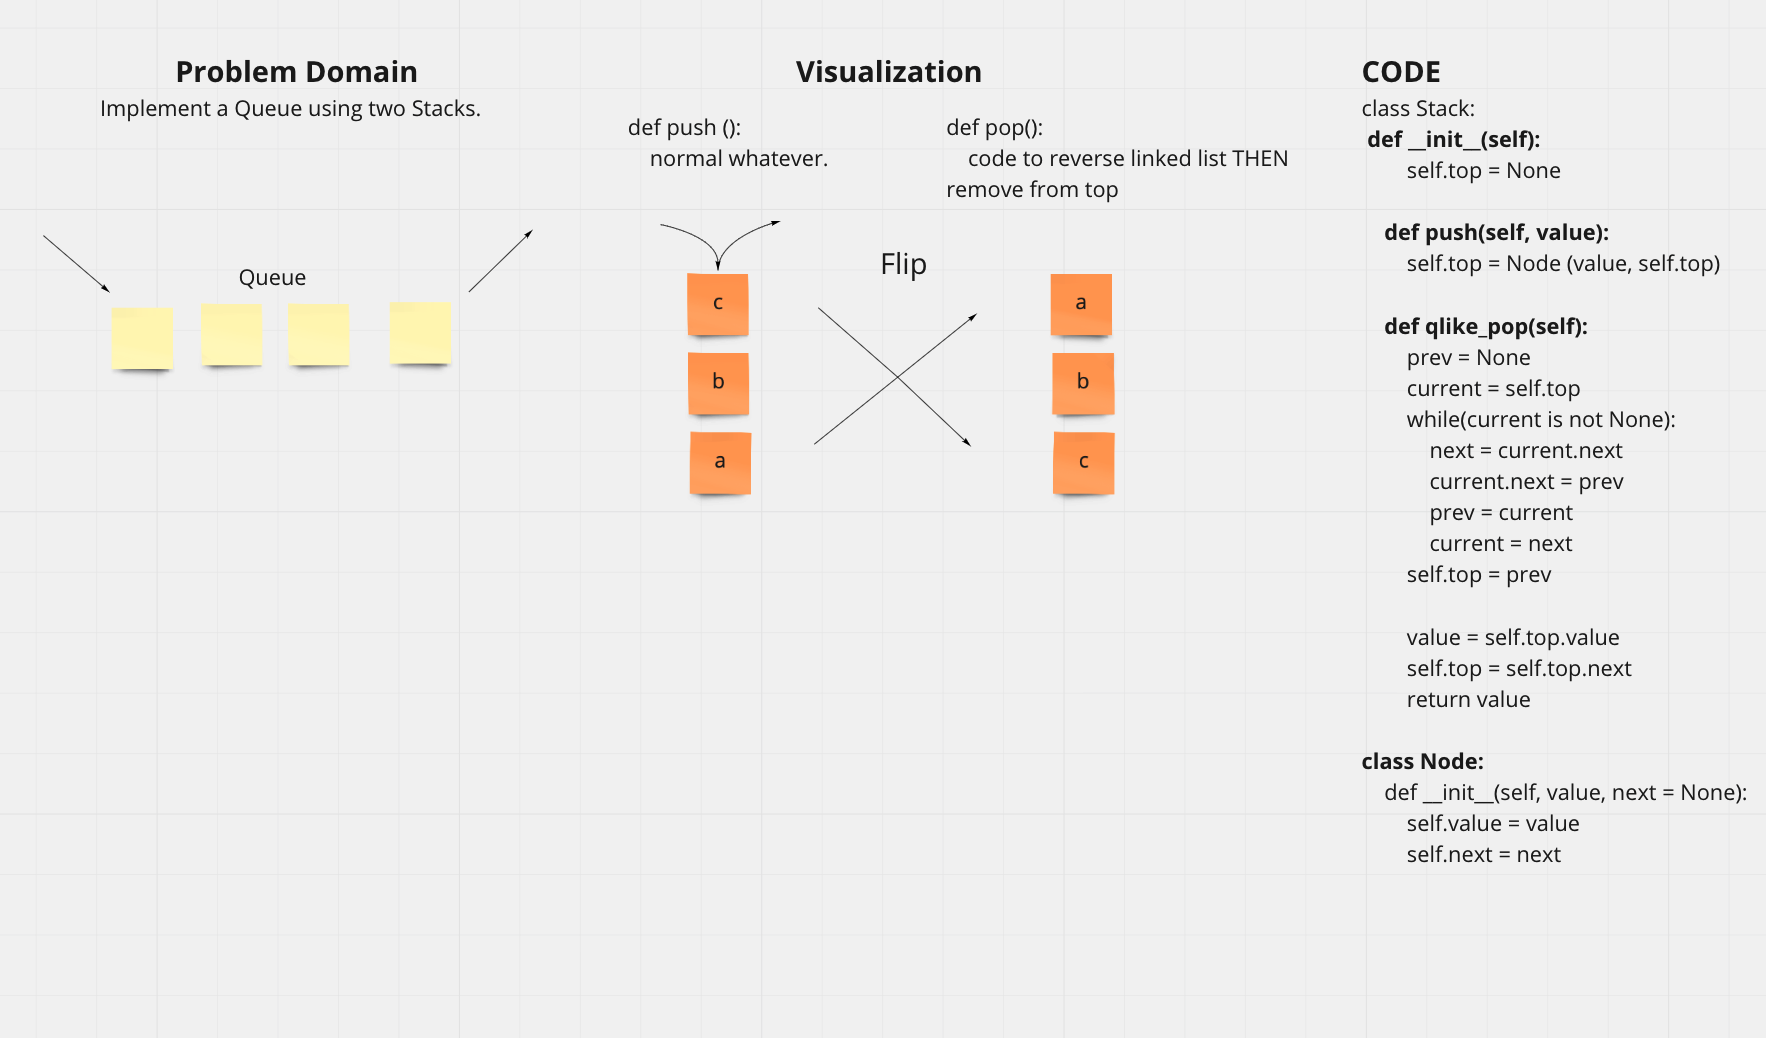 Problem Domain
Implement a Queue using two Stacks.
Queue
Visualization
def push ():
normal whatever.
def pop():
code to reverse linked list THEN
remove from top
Flip
c
b
a
a
b
c
CODE
class Stack:
def __init__(self):
self.top = None
def push(self, value):
self.top = Node (value, self.top)
def qlike_pop(self):
prev = None
current = self.top
while(current is not None):
next = current.next
current.next = prev
prev = current
current = next
self.top = prev
value = self.top.value
self.top = self.top.next
return value
class Node:
def __init__(self, value, next = None):
self.value = value
self.next = next